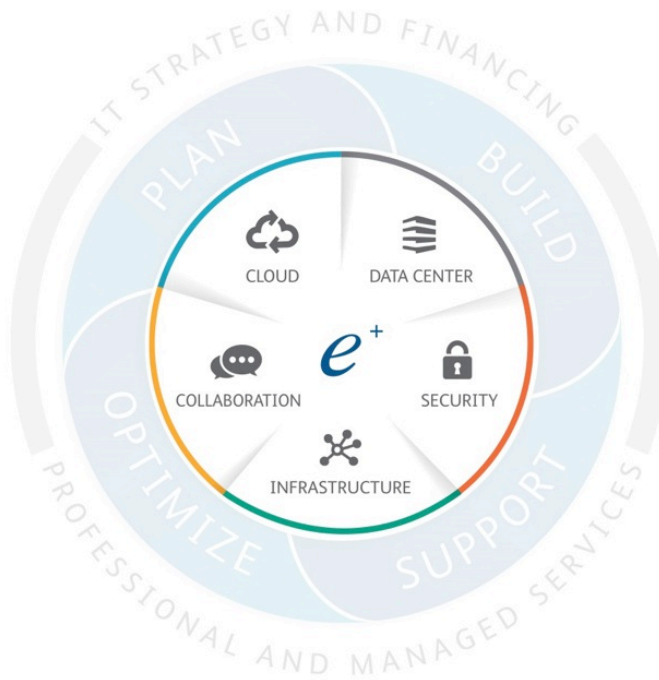 IT STRATEGY AND FINANCING
PLAN
BUILD
CLOUD
DATA CENTER
e+
COLLABORATION
SECURITY
INFRASTRUCTURE
OPTIMIZE
SUPPORT
PROFESSIONAL AND MANAGED SERVICES